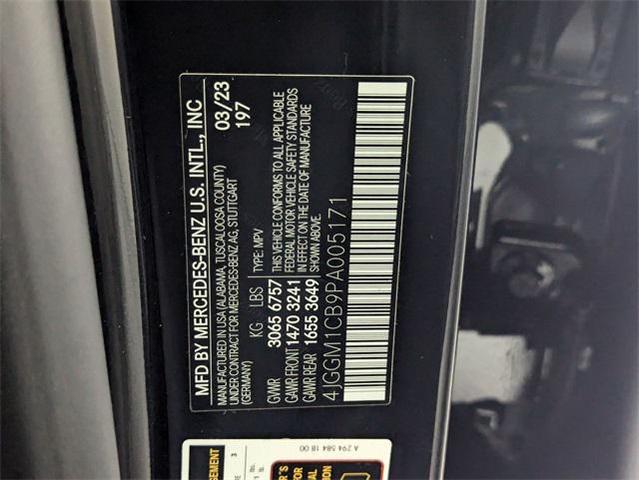 MFD BY MERCEDES-BENZ U.S. INTL., INC
MANUFACTURED IN USA (ALABAMA, TUSCALOOSA COUNTY)
UNDER CONTRACT FOR MERCEDES-BENZ AG, STUTTGART
(GERMANY)
03/23
197
KG LBS TYPE: MPV
GWR 3065 6757
GAWR FRONT 1470 3241
GAWR REAR 1655 3649
THIS VEHICLE CONFORMS TO ALL APPLICABLE
FEDERAL MOTOR VEHICLE SAFETY STANDARDS
IN EFFECT ON THE DATE OF MANUFACTURE
SHOWN ABOVE.
4JGGM1CB9PA005171
A 294 584 18 00